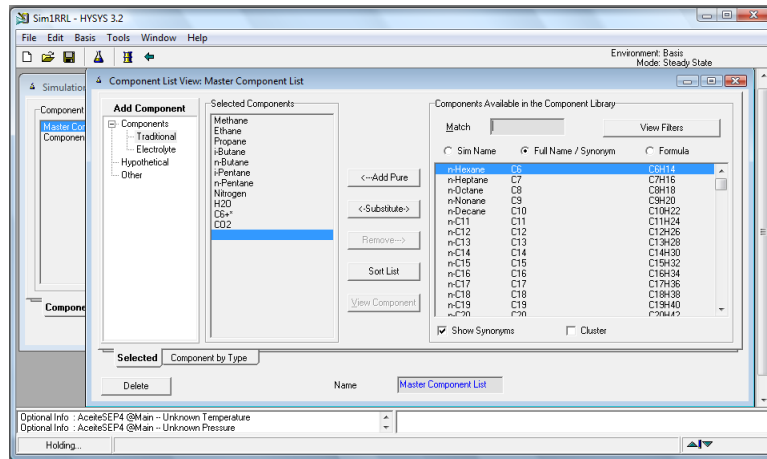 Sim1RRL - HYSYS 3.2
File Edit Basis Tools Window Help
Environment: Basis
Mode: Steady State
Simulation
Component List View: Master Component List
Component
Master Con
Componen
Compone
Add Component
Components
Traditional
Electrolyte
Hypothetical
Other
Selected Components
Methane
Ethane
Propane
i-Butane
n-Butane
i-Pentane
n-Pentane
Nitrogen
H2O
C6+*
CO2
<---Add Pure
<-Substitute->
Remove--->
Sort List
View Component
Components Available in the Component Library
Match
View Filters
Sim Name Full Name / Synonym Formula
n-Hexane C6 C6H14
n-Heptane C7 C7H16
n-Octane C8 C8H18
n-Nonane C9 C9H20
n-Decane C10 C10H22
n-C11 C11 C11H24
n-C12 C12 C12H26
n-C13 C13 C13H28
n-C14 C14 C14H30
n-C15 C15 C15H32
n-C16 C16 C16H34
n-C17 C17 C17H36
n-C18 C18 C18H38
n-C19 C19 C19H40
n-C20 C20 C20H42
Show Synonyms Cluster
Selected Component by Type
Delete
Name Master Component List
Optional Info : AceiteSEP4 @Main -- Unknown Temperature
Optional Info : AceiteSEP4 @Main -- Unknown Pressure
Holding...